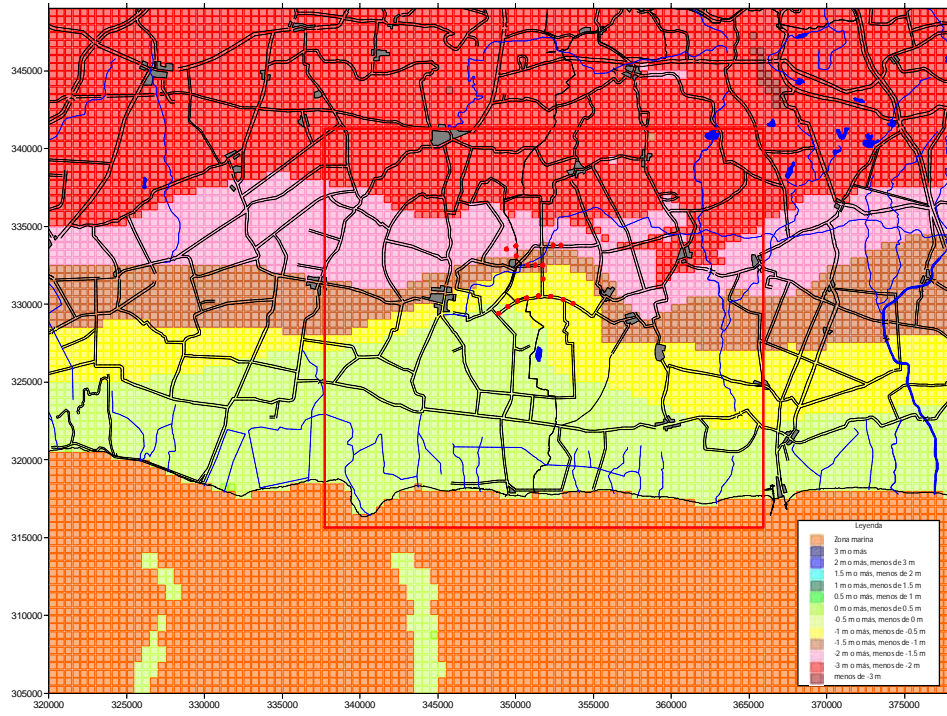 345000
340000
335000
330000
325000
320000
315000
310000
305000
320000 325000 330000 335000 340000 345000 350000 355000 360000 365000 370000 375000
Leyenda
Zona marina
3 m o más
2 m o más, menos de 3 m
1.5 m o más, menos de 2 m
1 m o más, menos de 1.5 m
0.5 m o más, menos de 1 m
0 m o más, menos de 0.5 m
-0.5 m o más, menos de 0 m
-1 m o más, menos de -0.5 m
-1.5 m o más, menos de -1 m
-2 m o más, menos de -1.5 m
-3 m o más, menos de -2 m
menos de -3 m